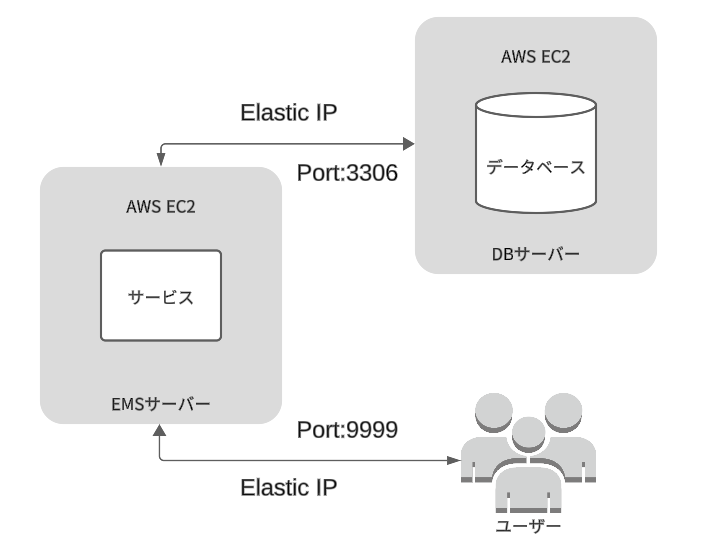 AWS EC2
Elastic IP
データベース
Port:3306
AWS EC2
DBサーバー
サービス
EMSサーバー
Port:9999
Elastic IP
ユーザー